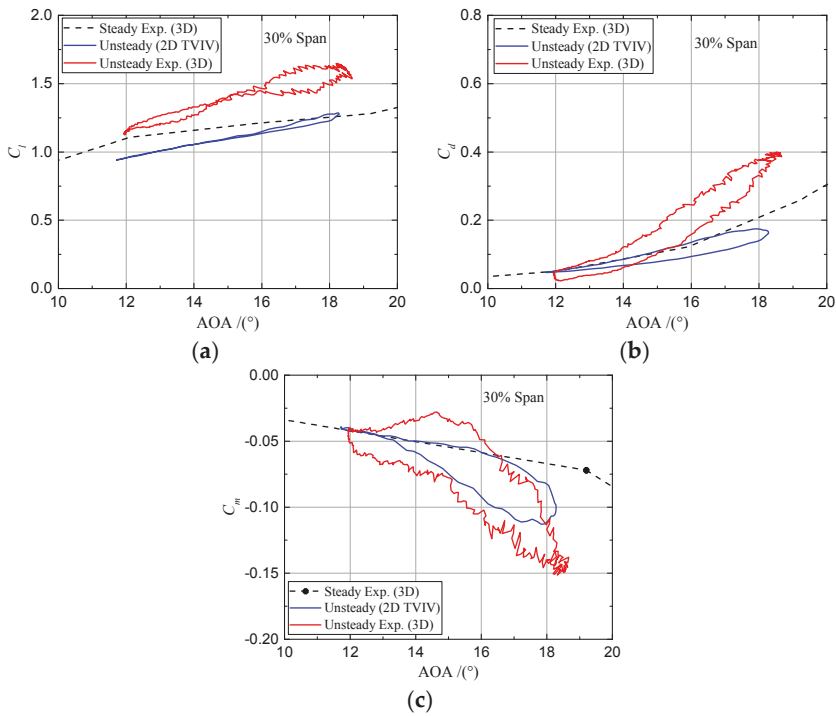 Steady Exp. (3D)
Unsteady (2D TVIV)
Unsteady Exp. (3D)
30% Span
2.0
1.5
1.0
0.5
0.0
C_l
10 12 14 16 18 20
AOA /(°)
(a)
Steady Exp. (3D)
Unsteady (2D TVIV)
Unsteady Exp. (3D)
30% Span
0.8
0.6
0.4
0.2
0.0
C_d
10 12 14 16 18 20
AOA /(°)
(b)
30% Span
0.00
-0.05
-0.10
-0.15
-0.20
C_m
Steady Exp. (3D)
Unsteady (2D TVIV)
Unsteady Exp. (3D)
10 12 14 16 18 20
AOA /(°)
(c)